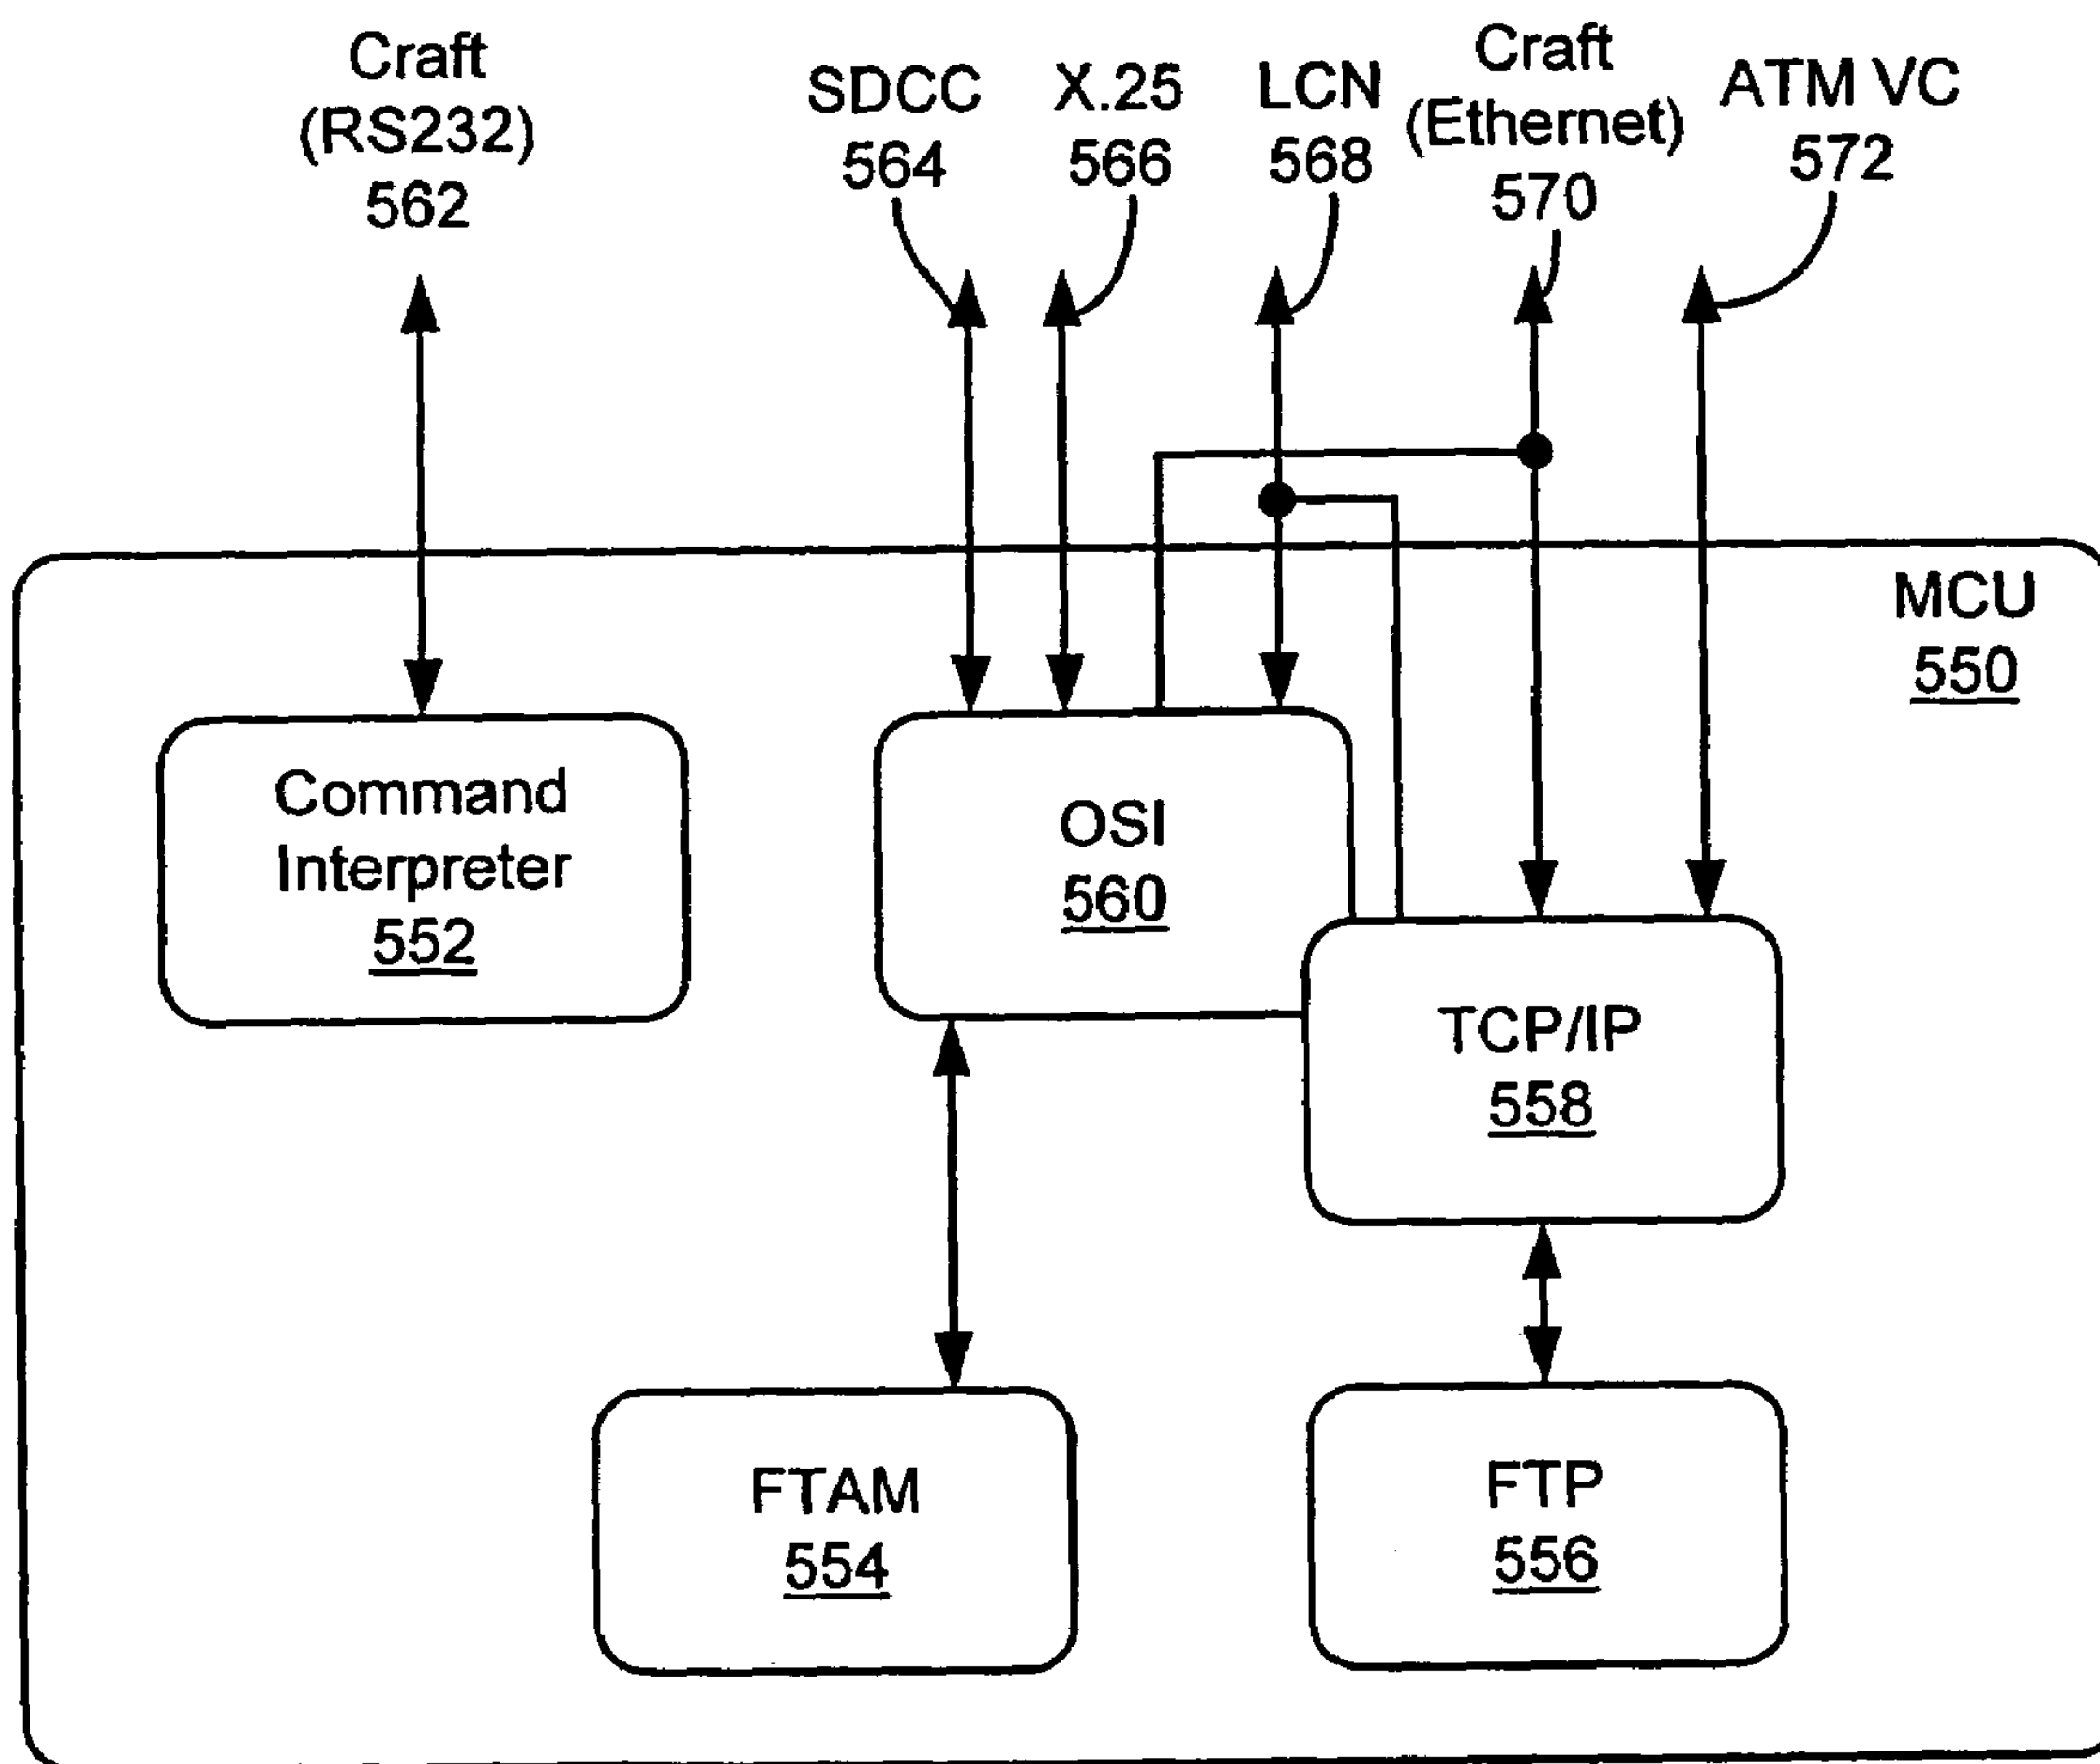 Craft
(RS232)
562
SDCC
564
X.25
566
LCN
568
Craft
(Ethernet)
570
ATM VC
572
MCU
550
Command
Interpreter
552
OSI
560
TCP/IP
558
FTAM
554
FTP
556